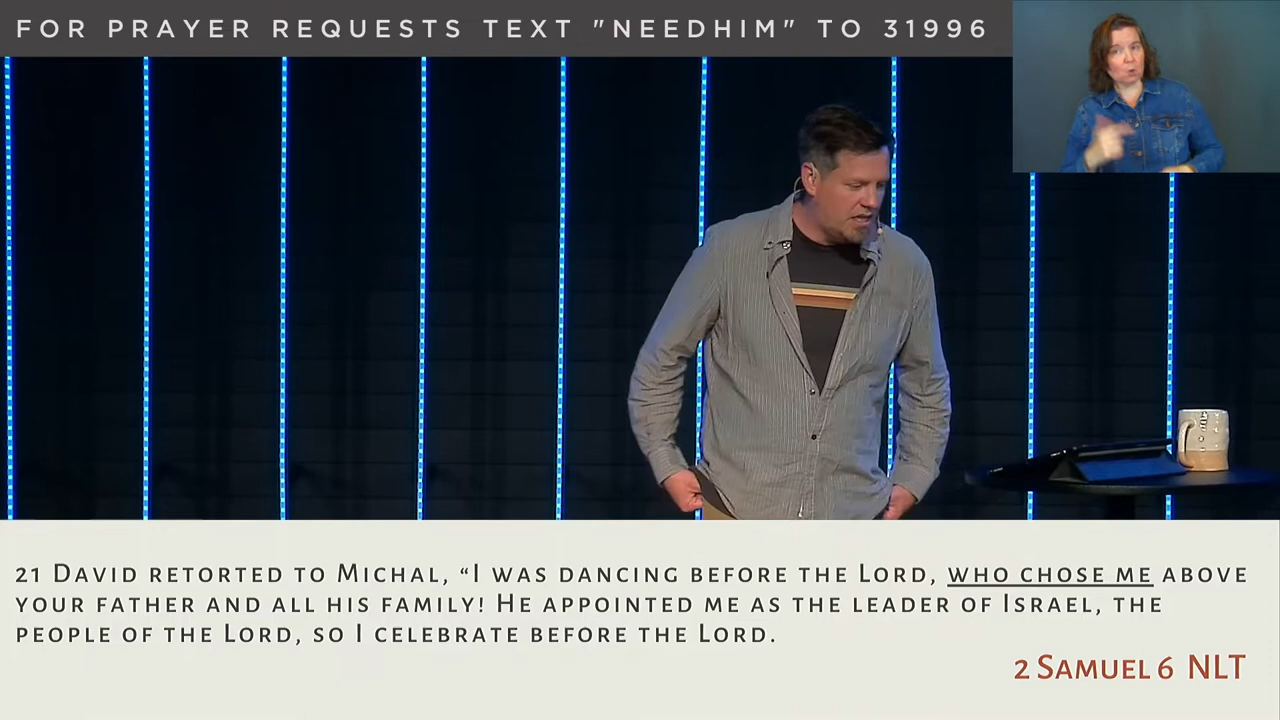 FOR PRAYER REQUESTS TEXT "NEEDHIM" TO 31996
21 David retorted to Michal, “I was dancing before the Lord, who chose me above
your father and all his family! He appointed me as the leader of Israel, the
people of the Lord, so I celebrate before the Lord.
2 Samuel 6 NLT